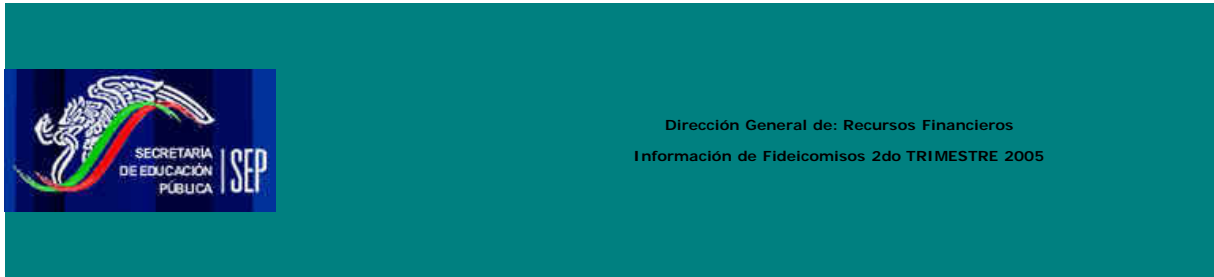 SECRETARÍA
DE EDUCACIÓN
PÚBLICA
SEP
Dirección General de: Recursos Financieros
Información de Fideicomisos 2do TRIMESTRE 2005